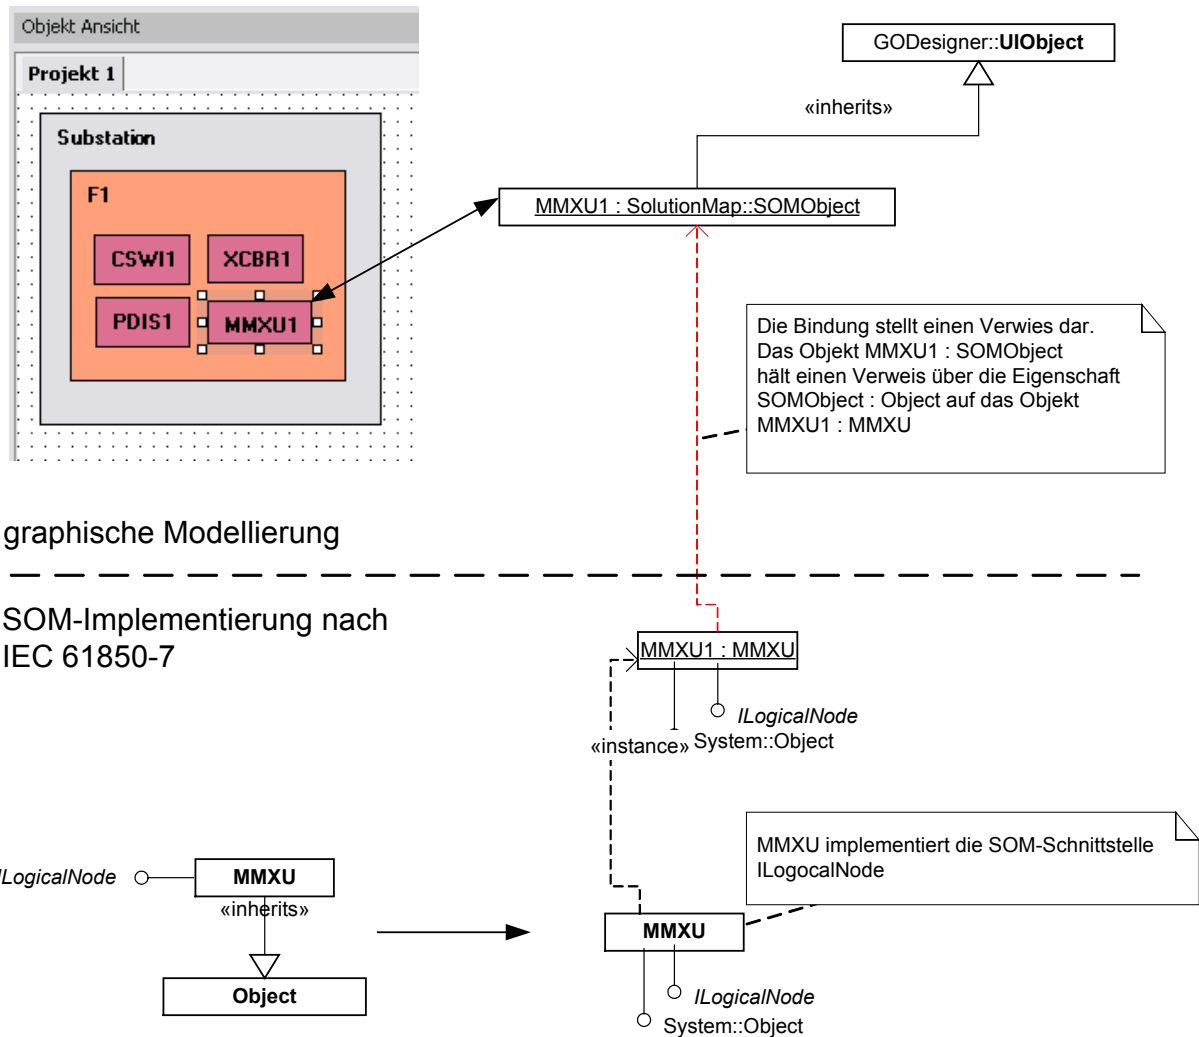 Objekt Ansicht
Projekt 1
Substation
F1
CSWI1
XCBR1
PDIS1
MMXU1
GODesigner::UIObject
«inherits»
MMXU1 : SolutionMap::SOMObject
Die Bindung stellt einen Verwies dar.
Das Objekt MMXU1 : SOMObject
hält einen Verweis über die Eigenschaft
SOMObject : Object auf das Objekt
MMXU1 : MMXU
graphische Modellierung
SOM-Implementierung nach
IEC 61850-7
MMXU1 : MMXU
ILogicalNode
«instance»
System::Object
MMXU implementiert die SOM-Schnittstelle
ILogocalNode
ILogicalNode
MMXU
«inherits»
Object
MMXU
ILogicalNode
System::Object